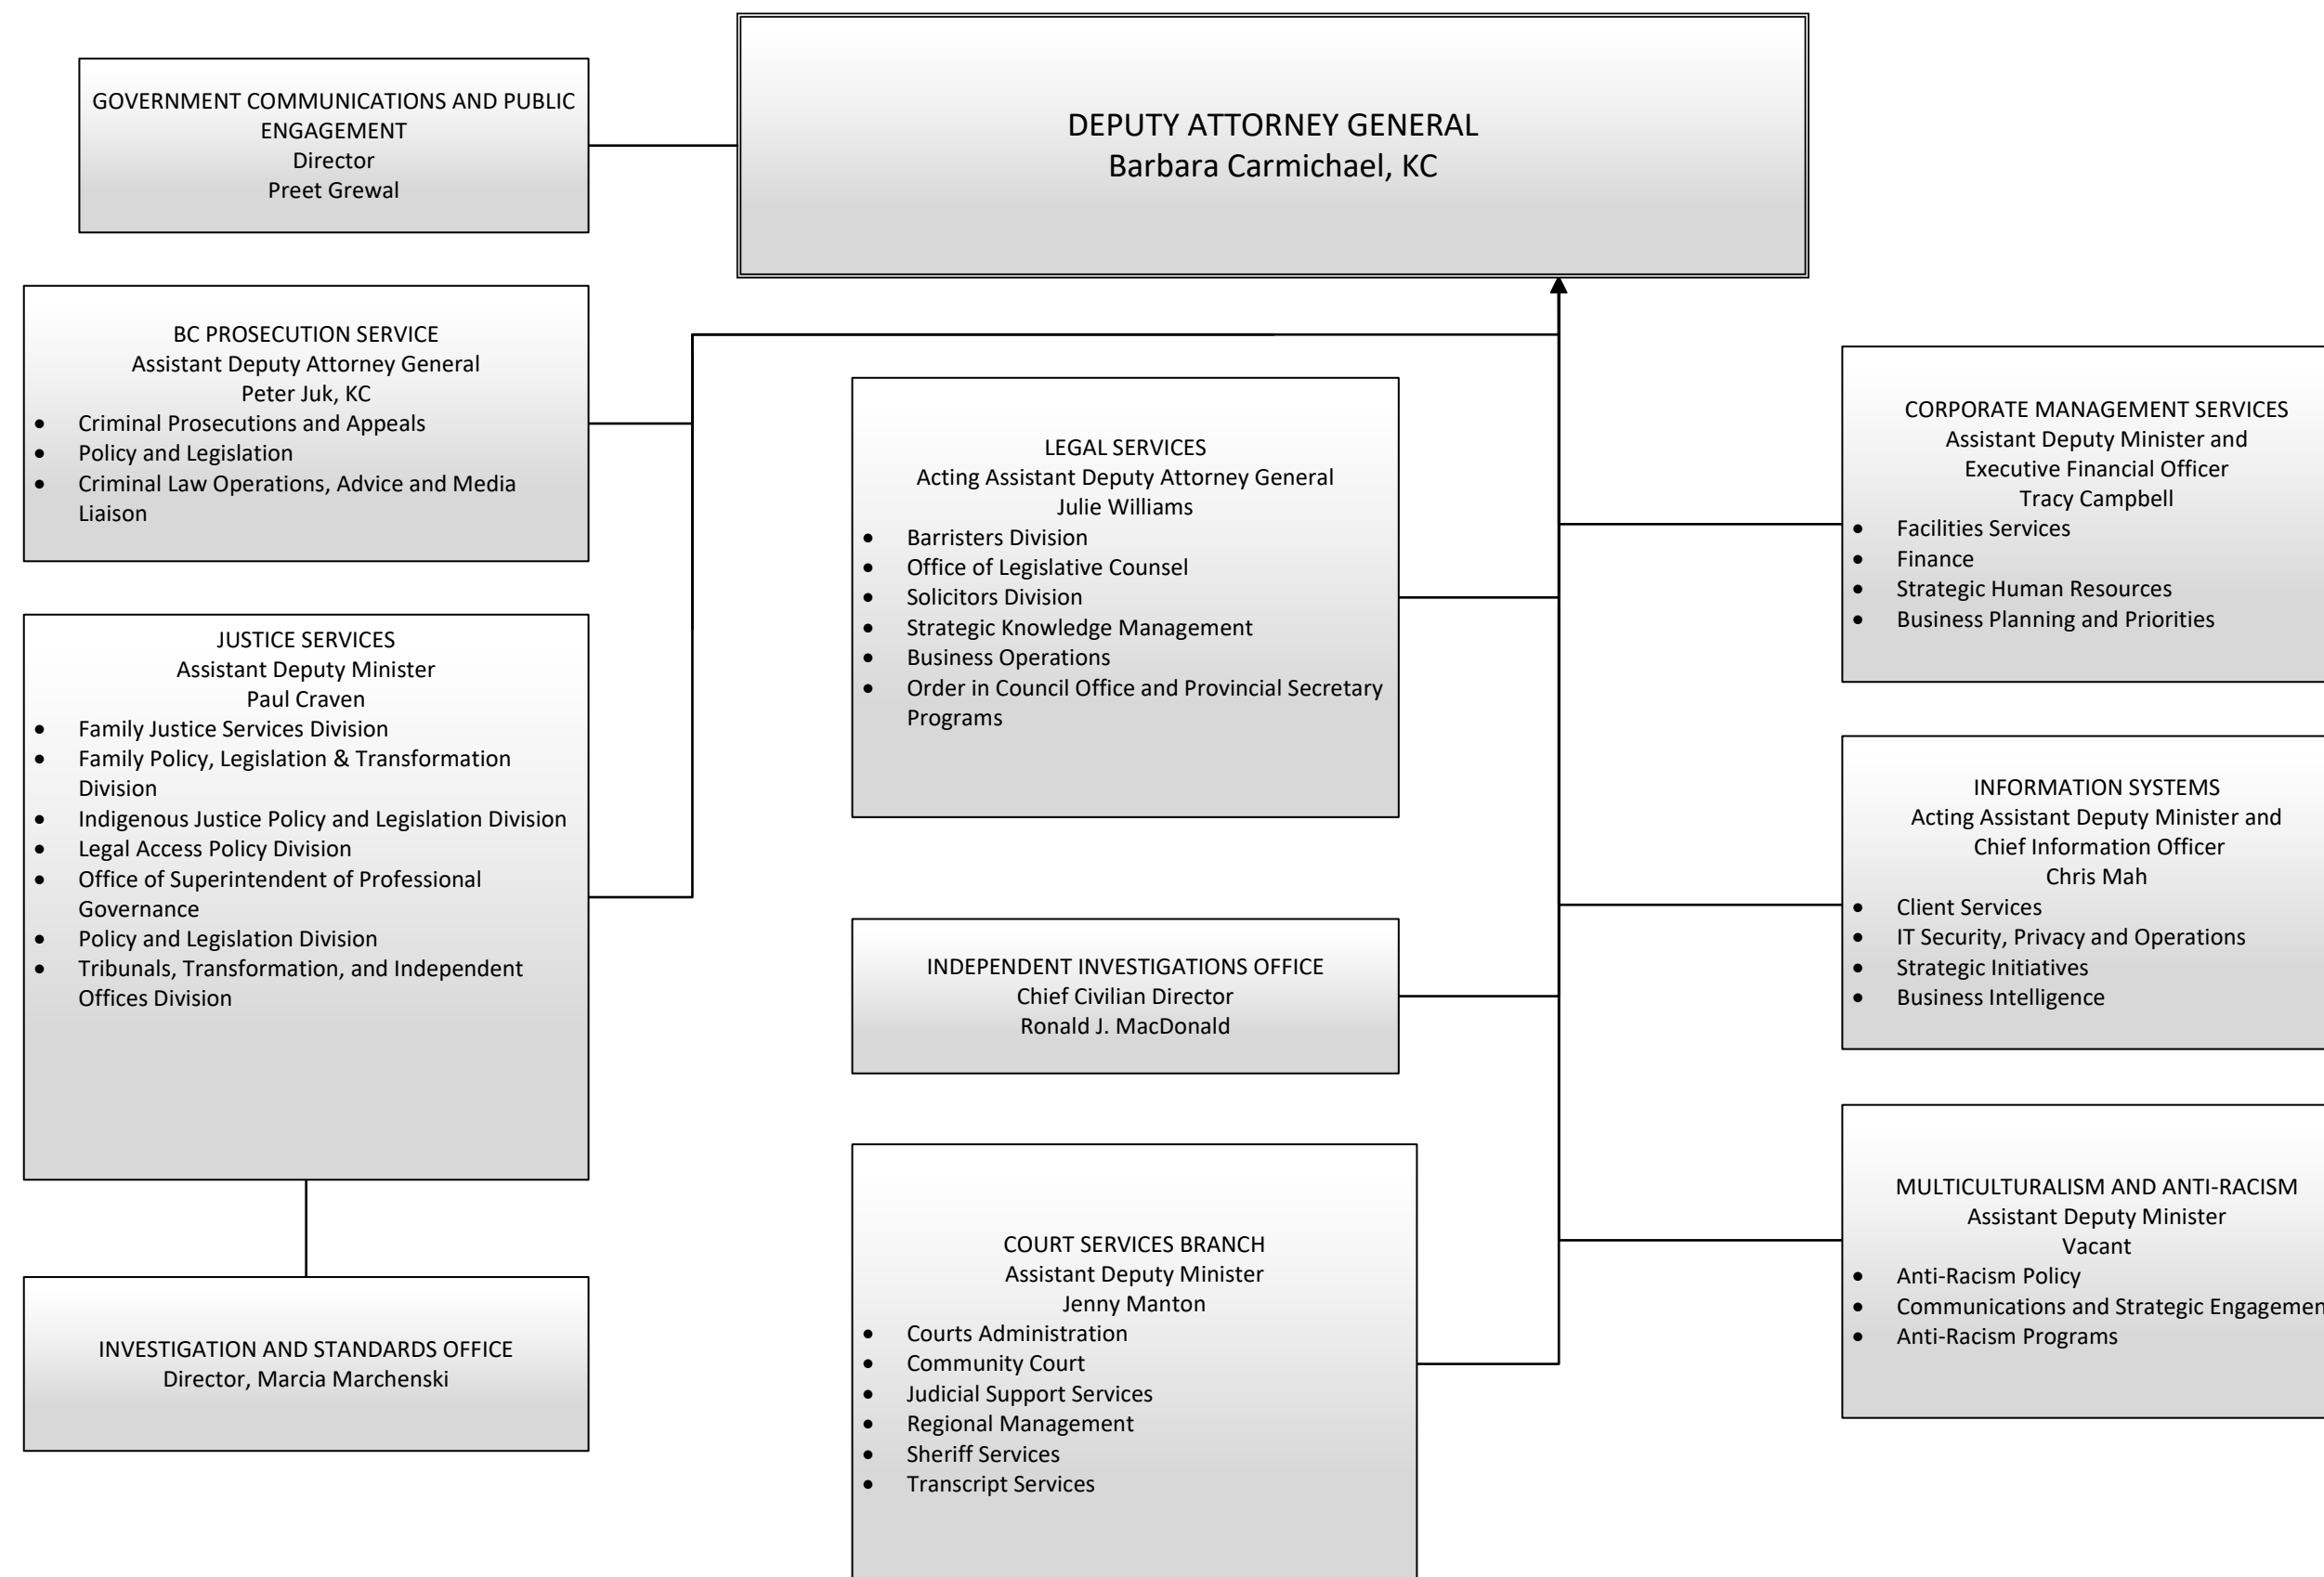 GOVERNMENT COMMUNICATIONS AND PUBLIC
ENGAGEMENT
Director
Preet Grewal
DEPUTY ATTORNEY GENERAL
Barbara Carmichael, KC
BC PROSECUTION SERVICE
Assistant Deputy Attorney General
Peter Juk, KC
• Criminal Prosecutions and Appeals
• Policy and Legislation
• Criminal Law Operations, Advice and Media
Liaison
JUSTICE SERVICES
Assistant Deputy Minister
Paul Craven
• Family Justice Services Division
• Family Policy, Legislation & Transformation
Division
• Indigenous Justice Policy and Legislation Division
• Legal Access Policy Division
• Office of Superintendent of Professional
Governance
• Policy and Legislation Division
• Tribunals, Transformation, and Independent
Offices Division
INVESTIGATION AND STANDARDS OFFICE
Director, Marcia Marchenski
LEGAL SERVICES
Acting Assistant Deputy Attorney General
Julie Williams
• Barristers Division
• Office of Legislative Counsel
• Solicitors Division
• Strategic Knowledge Management
• Business Operations
• Order in Council Office and Provincial Secretary
Programs
INDEPENDENT INVESTIGATIONS OFFICE
Chief Civilian Director
Ronald J. MacDonald
COURT SERVICES BRANCH
Assistant Deputy Minister
Jenny Manton
• Courts Administration
• Community Court
• Judicial Support Services
• Regional Management
• Sheriff Services
• Transcript Services
CORPORATE MANAGEMENT SERVICES
Assistant Deputy Minister and
Executive Financial Officer
Tracy Campbell
• Facilities Services
• Finance
• Strategic Human Resources
• Business Planning and Priorities
INFORMATION SYSTEMS
Acting Assistant Deputy Minister and
Chief Information Officer
Chris Mah
• Client Services
• IT Security, Privacy and Operations
• Strategic Initiatives
• Business Intelligence
MULTICULTURALISM AND ANTI-RACISM
Assistant Deputy Minister
Vacant
• Anti-Racism Policy
• Communications and Strategic Engagemen
• Anti-Racism Programs